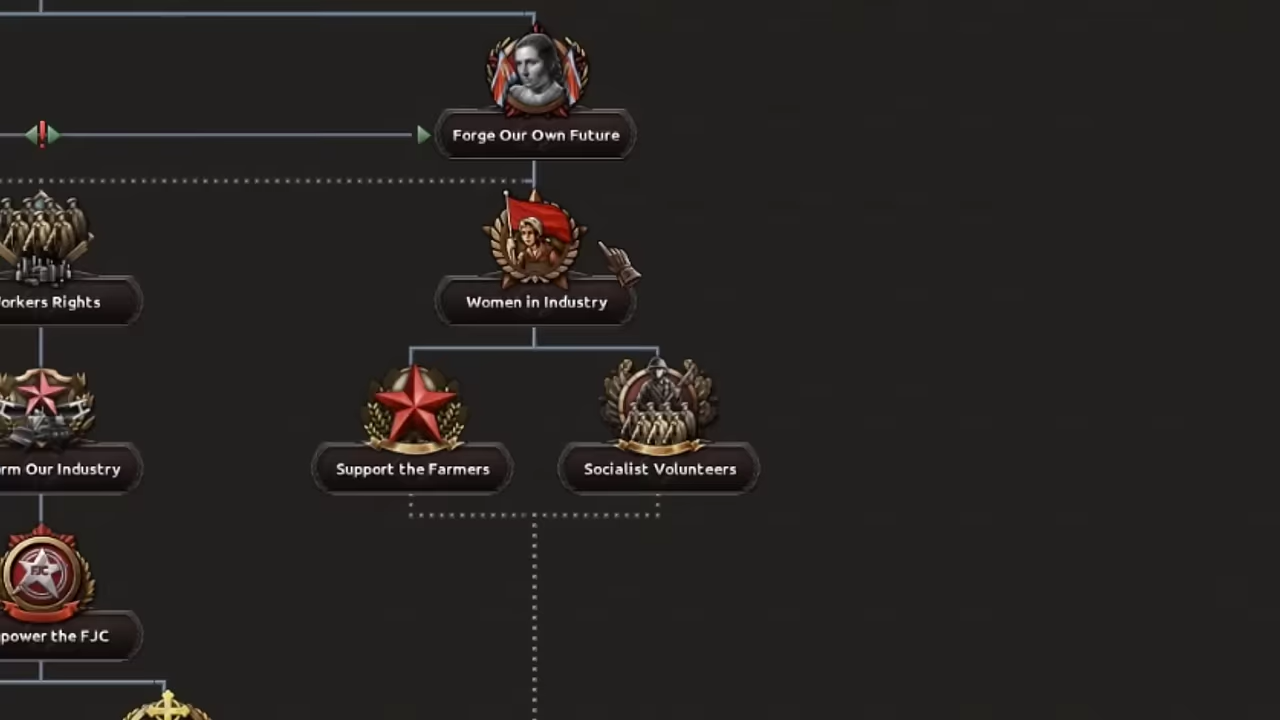 Forge Our Own Future
orkers Rights
Women in Industry
rm Our Industry
Support the Farmers
Socialist Volunteers
FJC
power the FJC